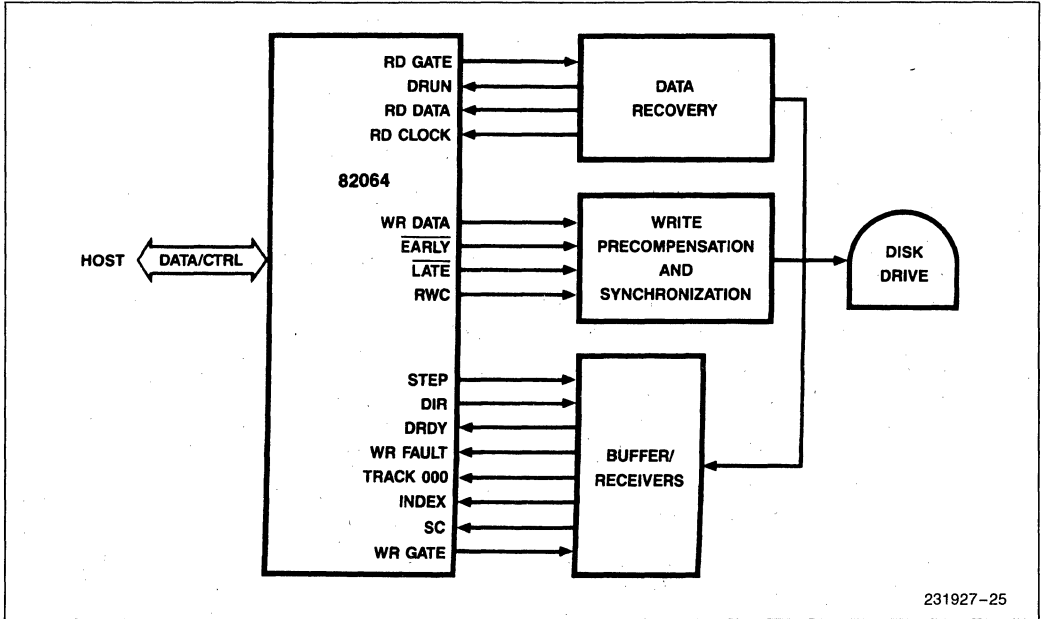 RD GATE
DRUN
RD DATA
RD CLOCK
82064
WR DATA
EARLY
LATE
RWC
STEP
DIR
DRDY
WR FAULT
TRACK 000
INDEX
SC
WR GATE
HOST
DATA/CTRL
DATA
RECOVERY
WRITE
PRECOMPENSATION
AND
SYNCHRONIZATION
BUFFER/
RECEIVERS
DISK
DRIVE
231927-25